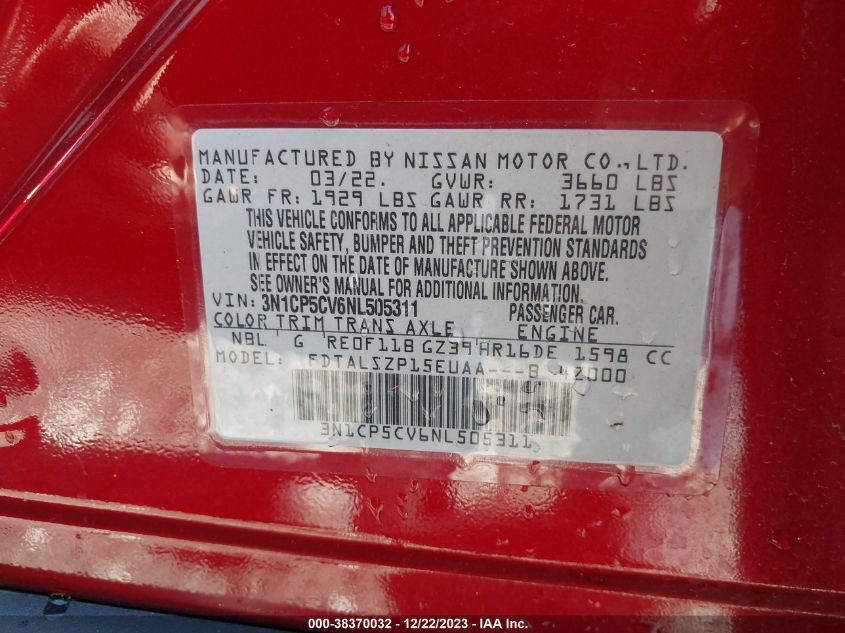 MANUFACTURED BY NISSAN MOTOR CO., LTD.
DATE: 03/22. GVWR: 3660 LBS
GAWR FR: 1929 LBS GAWR RR: 1731 LBS
THIS VEHICLE CONFORMS TO ALL APPLICABLE FEDERAL MOTOR
VEHICLE SAFETY, BUMPER AND THEFT PREVENTION STANDARDS
IN EFFECT ON THE DATE OF MANUFACTURE SHOWN ABOVE.
SEE OWNER'S MANUAL FOR ADDITIONAL INFORMATION.
VIN: 3N1CP5CV6NL505311 PASSENGER CAR.
COLOR TRIM TRANS AXLE ENGINE
NBL G RE0F11B GZ39 HR16DE 1598 CC
MODEL: FDTALSZP15EUAA---B 42000
3N1CP5CV6NL505311
000-38370032 - 12/22/2023 - IAA Inc.